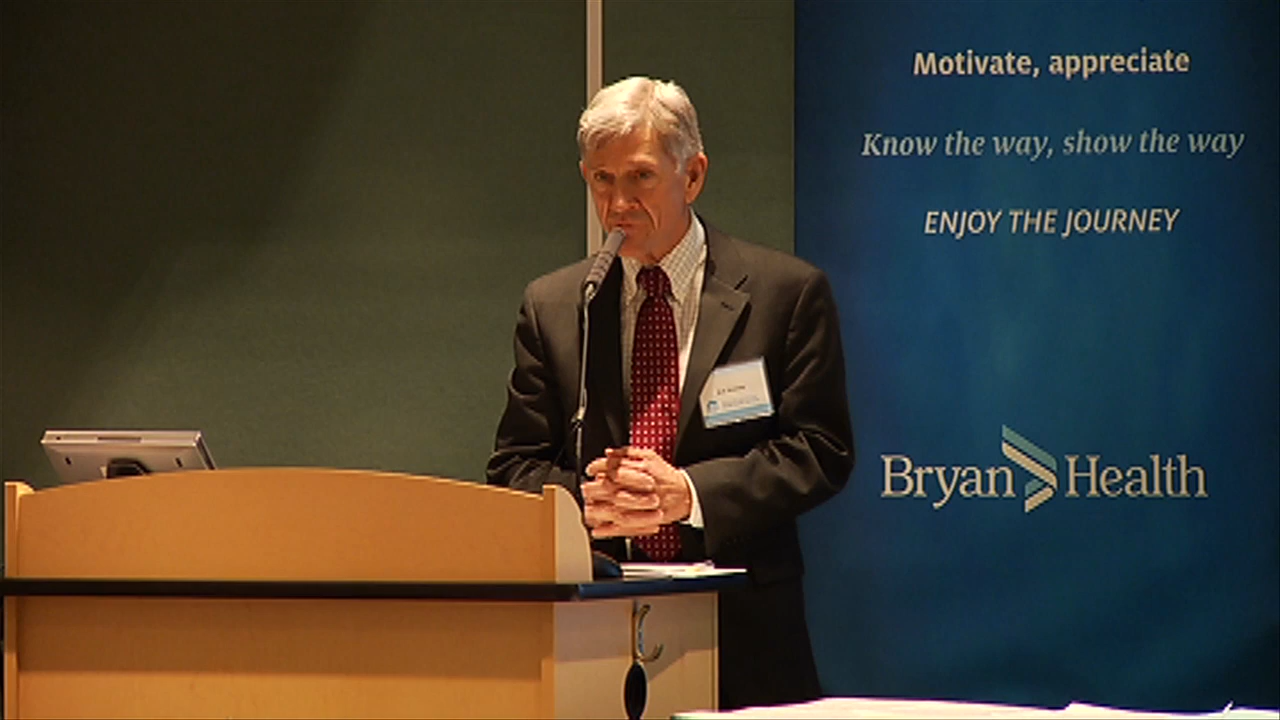 Motivate, appreciate
Know the way, show the way
ENJOY THE JOURNEY
Bryan Health